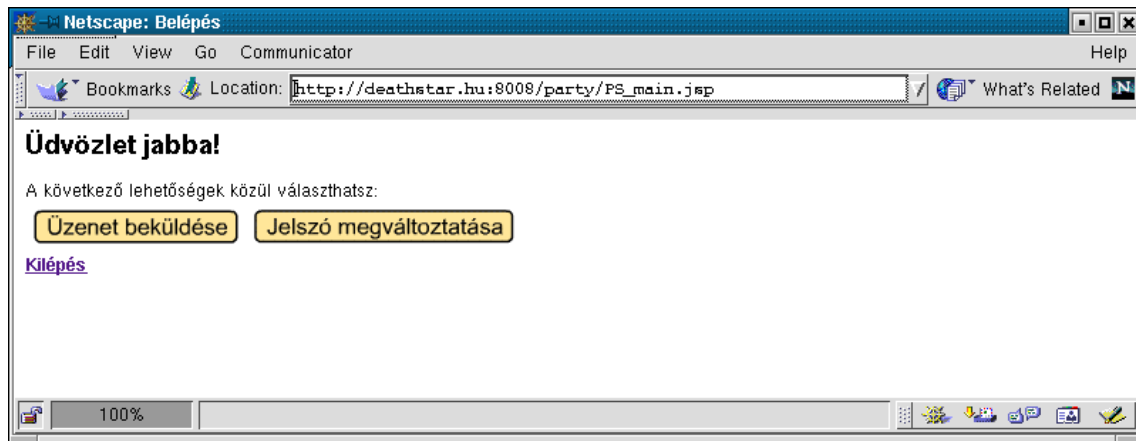 Netscape: Belépés
File Edit View Go Communicator Help
Bookmarks Location: http://deathstar.hu:8008/party/PS_main.jsp What's Related N
Üdvözlet jabba!
A következő lehetőségek közül választhatsz:
Üzenet beküldése Jelszó megváltoztatása
Kilépés
100%